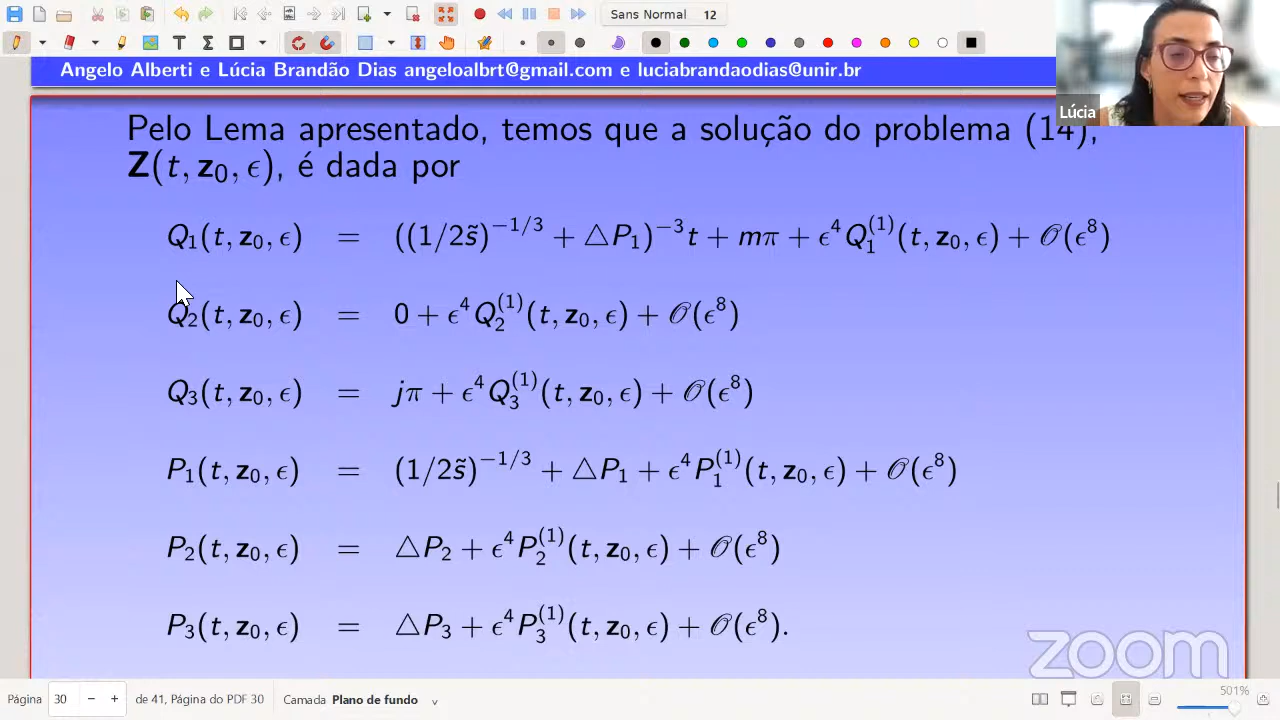 Sans Normal 12
Angelo Alberti e Lúcia Brandão Dias angeloalbrt@gmail.com e luciabrandaodias@unir.br
Lúcia
Pelo Lema apresentado, temos que a solução do problema (14),
Z(t, z₀, ϵ), é dada por
Q₁(t, z₀, ϵ) = ((1/2s̃)^{−1/3} + △P₁)^{−3}t + mπ + ϵ⁴Q₁^{(1)}(t, z₀, ϵ) + 𝒪(ϵ⁸)
Q₂(t, z₀, ϵ) = 0 + ϵ⁴Q₂^{(1)}(t, z₀, ϵ) + 𝒪(ϵ⁸)
Q₃(t, z₀, ϵ) = jπ + ϵ⁴Q₃^{(1)}(t, z₀, ϵ) + 𝒪(ϵ⁸)
P₁(t, z₀, ϵ) = (1/2s̃)^{−1/3} + △P₁ + ϵ⁴P₁^{(1)}(t, z₀, ϵ) + 𝒪(ϵ⁸)
P₂(t, z₀, ϵ) = △P₂ + ϵ⁴P₂^{(1)}(t, z₀, ϵ) + 𝒪(ϵ⁸)
P₃(t, z₀, ϵ) = △P₃ + ϵ⁴P₃^{(1)}(t, z₀, ϵ) + 𝒪(ϵ⁸).
zoom
Página 30 − + de 41, Página do PDF 30 Camada Plano de fundo 501%